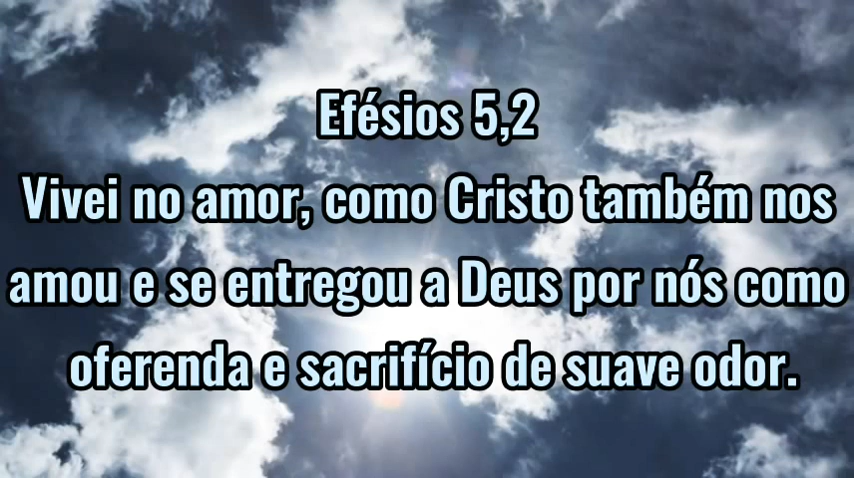 Efésios 5,2
Vivei no amor, como Cristo também nos
amou e se entregou a Deus por nós como
oferenda e sacrifício de suave odor.